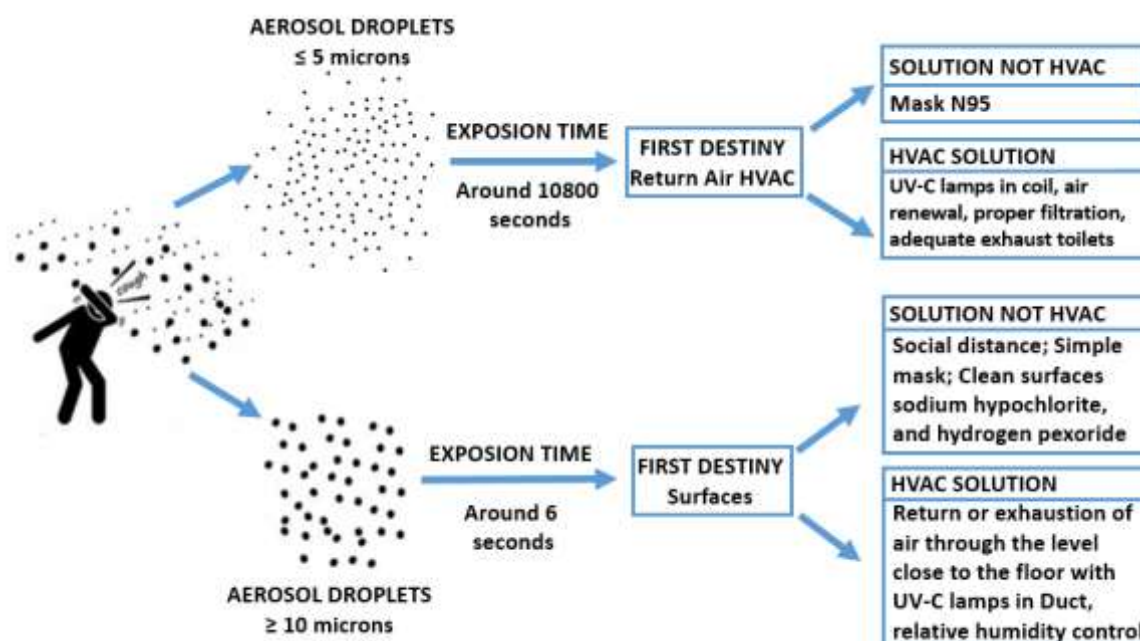 AEROSOL DROPLETS
≤ 5 microns
EXPOSION TIME
Around 10800
seconds
FIRST DESTINY
Return Air HVAC
SOLUTION NOT HVAC
Mask N95
HVAC SOLUTION
UV-C lamps in coil, air
renewal, proper filtration,
adequate exhaust toilets
cough
AEROSOL DROPLETS
≥ 10 microns
EXPOSION TIME
Around 6
seconds
FIRST DESTINY
Surfaces
SOLUTION NOT HVAC
Social distance; Simple
mask; Clean surfaces
sodium hypochlorite,
and hydrogen pexoride
HVAC SOLUTION
Return or exhaustion of
air through the level
close to the floor with
UV-C lamps in Duct,
relative humidity control